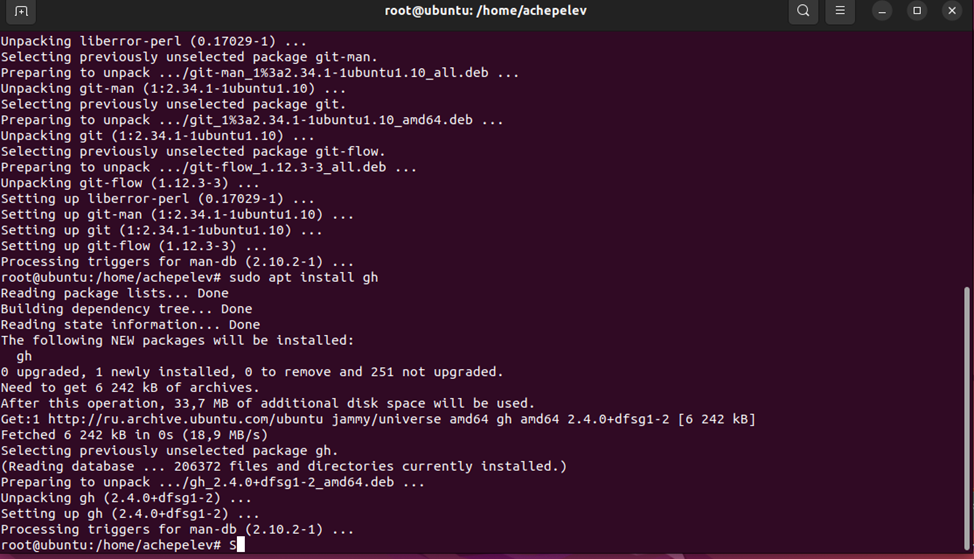 root@ubuntu: /home/achepelev
Unpacking liberror-perl (0.17029-1) ...
Selecting previously unselected package git-man.
Preparing to unpack .../git-man_1%3a2.34.1-1ubuntu1.10_all.deb ...
Unpacking git-man (1:2.34.1-1ubuntu1.10) ...
Selecting previously unselected package git.
Preparing to unpack .../git_1%3a2.34.1-1ubuntu1.10_amd64.deb ...
Unpacking git (1:2.34.1-1ubuntu1.10) ...
Selecting previously unselected package git-flow.
Preparing to unpack .../git-flow_1.12.3-3_all.deb ...
Unpacking git-flow (1.12.3-3) ...
Setting up liberror-perl (0.17029-1) ...
Setting up git-man (1:2.34.1-1ubuntu1.10) ...
Setting up git (1:2.34.1-1ubuntu1.10) ...
Setting up git-flow (1.12.3-3) ...
Processing triggers for man-db (2.10.2-1) ...
root@ubuntu:/home/achepelev# sudo apt install gh
Reading package lists... Done
Building dependency tree... Done
Reading state information... Done
The following NEW packages will be installed:
  gh
0 upgraded, 1 newly installed, 0 to remove and 251 not upgraded.
Need to get 6 242 kB of archives.
After this operation, 33,7 MB of additional disk space will be used.
Get:1 http://ru.archive.ubuntu.com/ubuntu jammy/universe amd64 gh amd64 2.4.0+dfsg1-2 [6 242 kB]
Fetched 6 242 kB in 0s (18,9 MB/s)
Selecting previously unselected package gh.
(Reading database ... 206372 files and directories currently installed.)
Preparing to unpack .../gh_2.4.0+dfsg1-2_amd64.deb ...
Unpacking gh (2.4.0+dfsg1-2) ...
Setting up gh (2.4.0+dfsg1-2) ...
Processing triggers for man-db (2.10.2-1) ...
root@ubuntu:/home/achepelev# S